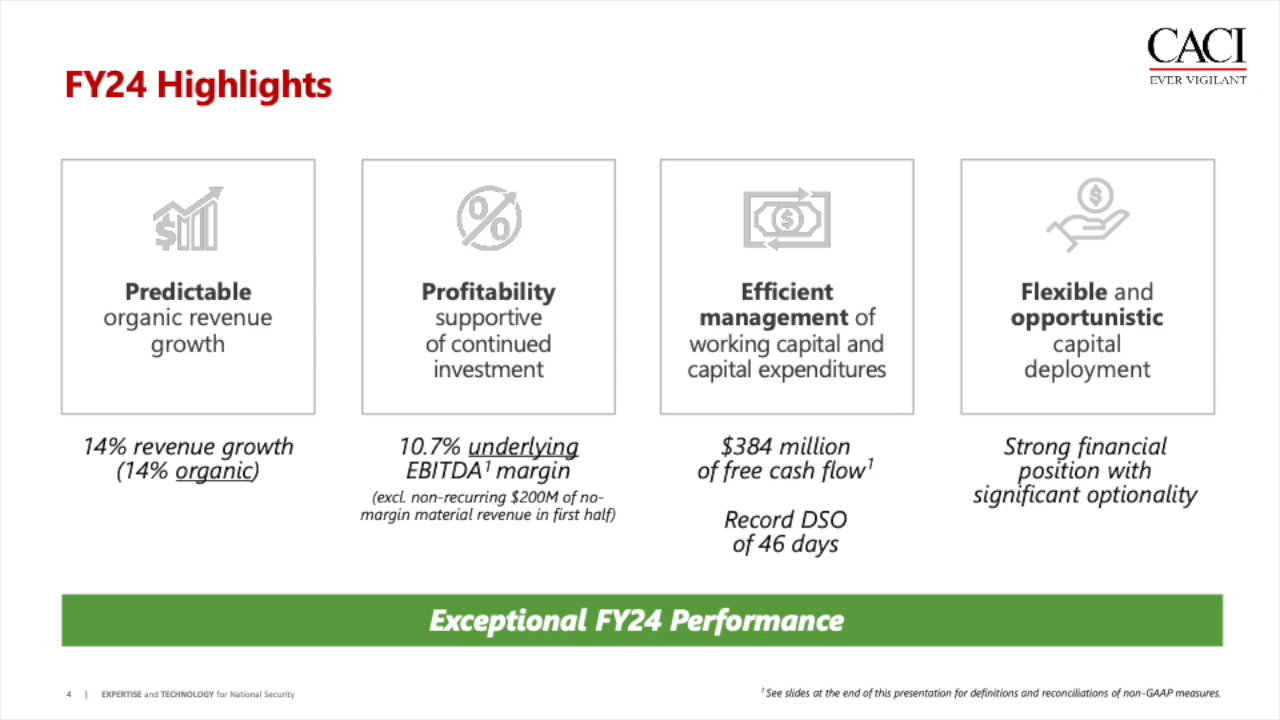 CACI
EVER VIGILANT
FY24 Highlights
Predictable
organic revenue
growth
14% revenue growth
(14% organic)
Profitability
supportive
of continued
investment
10.7% underlying
EBITDA¹ margin
(excl. non-recurring $200M of no-
margin material revenue in first half)
Efficient
management of
working capital and
capital expenditures
$384 million
of free cash flow¹
Record DSO
of 46 days
Flexible and
opportunistic
capital
deployment
Strong financial
position with
significant optionality
Exceptional FY24 Performance
4 | EXPERTISE and TECHNOLOGY for National Security
¹ See slides at the end of this presentation for definitions and reconciliations of non-GAAP measures.